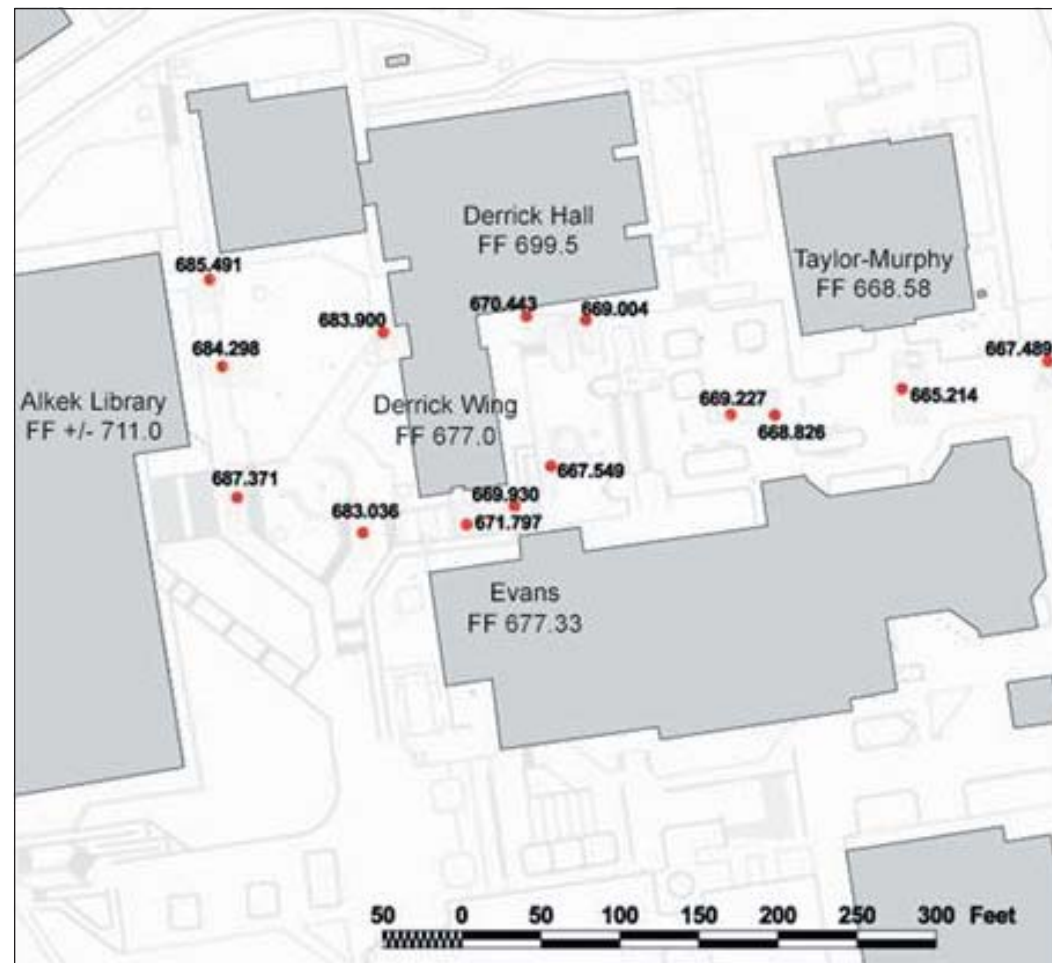 Derrick Hall
FF 699.5
Taylor-Murphy
FF 668.58
685.491
683.900
670.443
669.004
667.489
684.298
Alkek Library
FF +/- 711.0
Derrick Wing
FF 677.0
665.214
669.227
668.826
687.371
667.549
669.930
683.036
671.797
Evans
FF 677.33
50 0 50 100 150 200 250 300 Feet